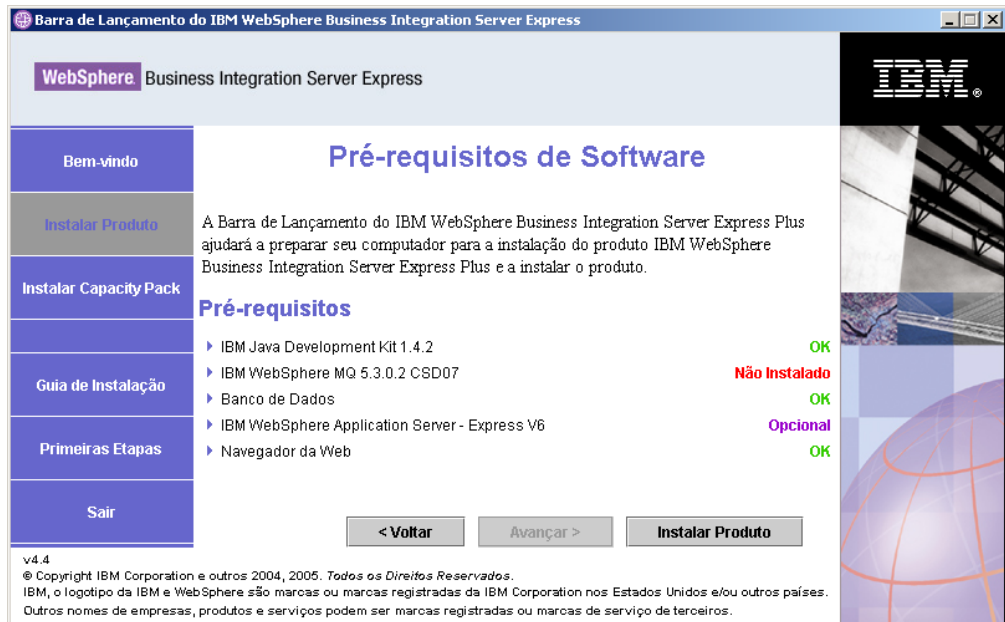 Barra de Lançamento do IBM WebSphere Business Integration Server Express
WebSphere. Business Integration Server Express
IBM®
Bem-vindo
Instalar Produto
Instalar Capacity Pack
Guia de Instalação
Primeiras Etapas
Sair
Pré-requisitos de Software
A Barra de Lançamento do IBM WebSphere Business Integration Server Express Plus
ajudará a preparar seu computador para a instalação do produto IBM WebSphere
Business Integration Server Express Plus e a instalar o produto.
Pré-requisitos
IBM Java Development Kit 1.4.2 OK
IBM WebSphere MQ 5.3.0.2 CSD07 Não Instalado
Banco de Dados OK
IBM WebSphere Application Server - Express V6 Opcional
Navegador da Web OK
< Voltar Avançar > Instalar Produto
v4.4
© Copyright IBM Corporation e outros 2004, 2005. Todos os Direitos Reservados.
IBM, o logotipo da IBM e WebSphere são marcas ou marcas registradas da IBM Corporation nos Estados Unidos e/ou outros países.
Outros nomes de empresas, produtos e serviços podem ser marcas registradas ou marcas de serviço de terceiros.